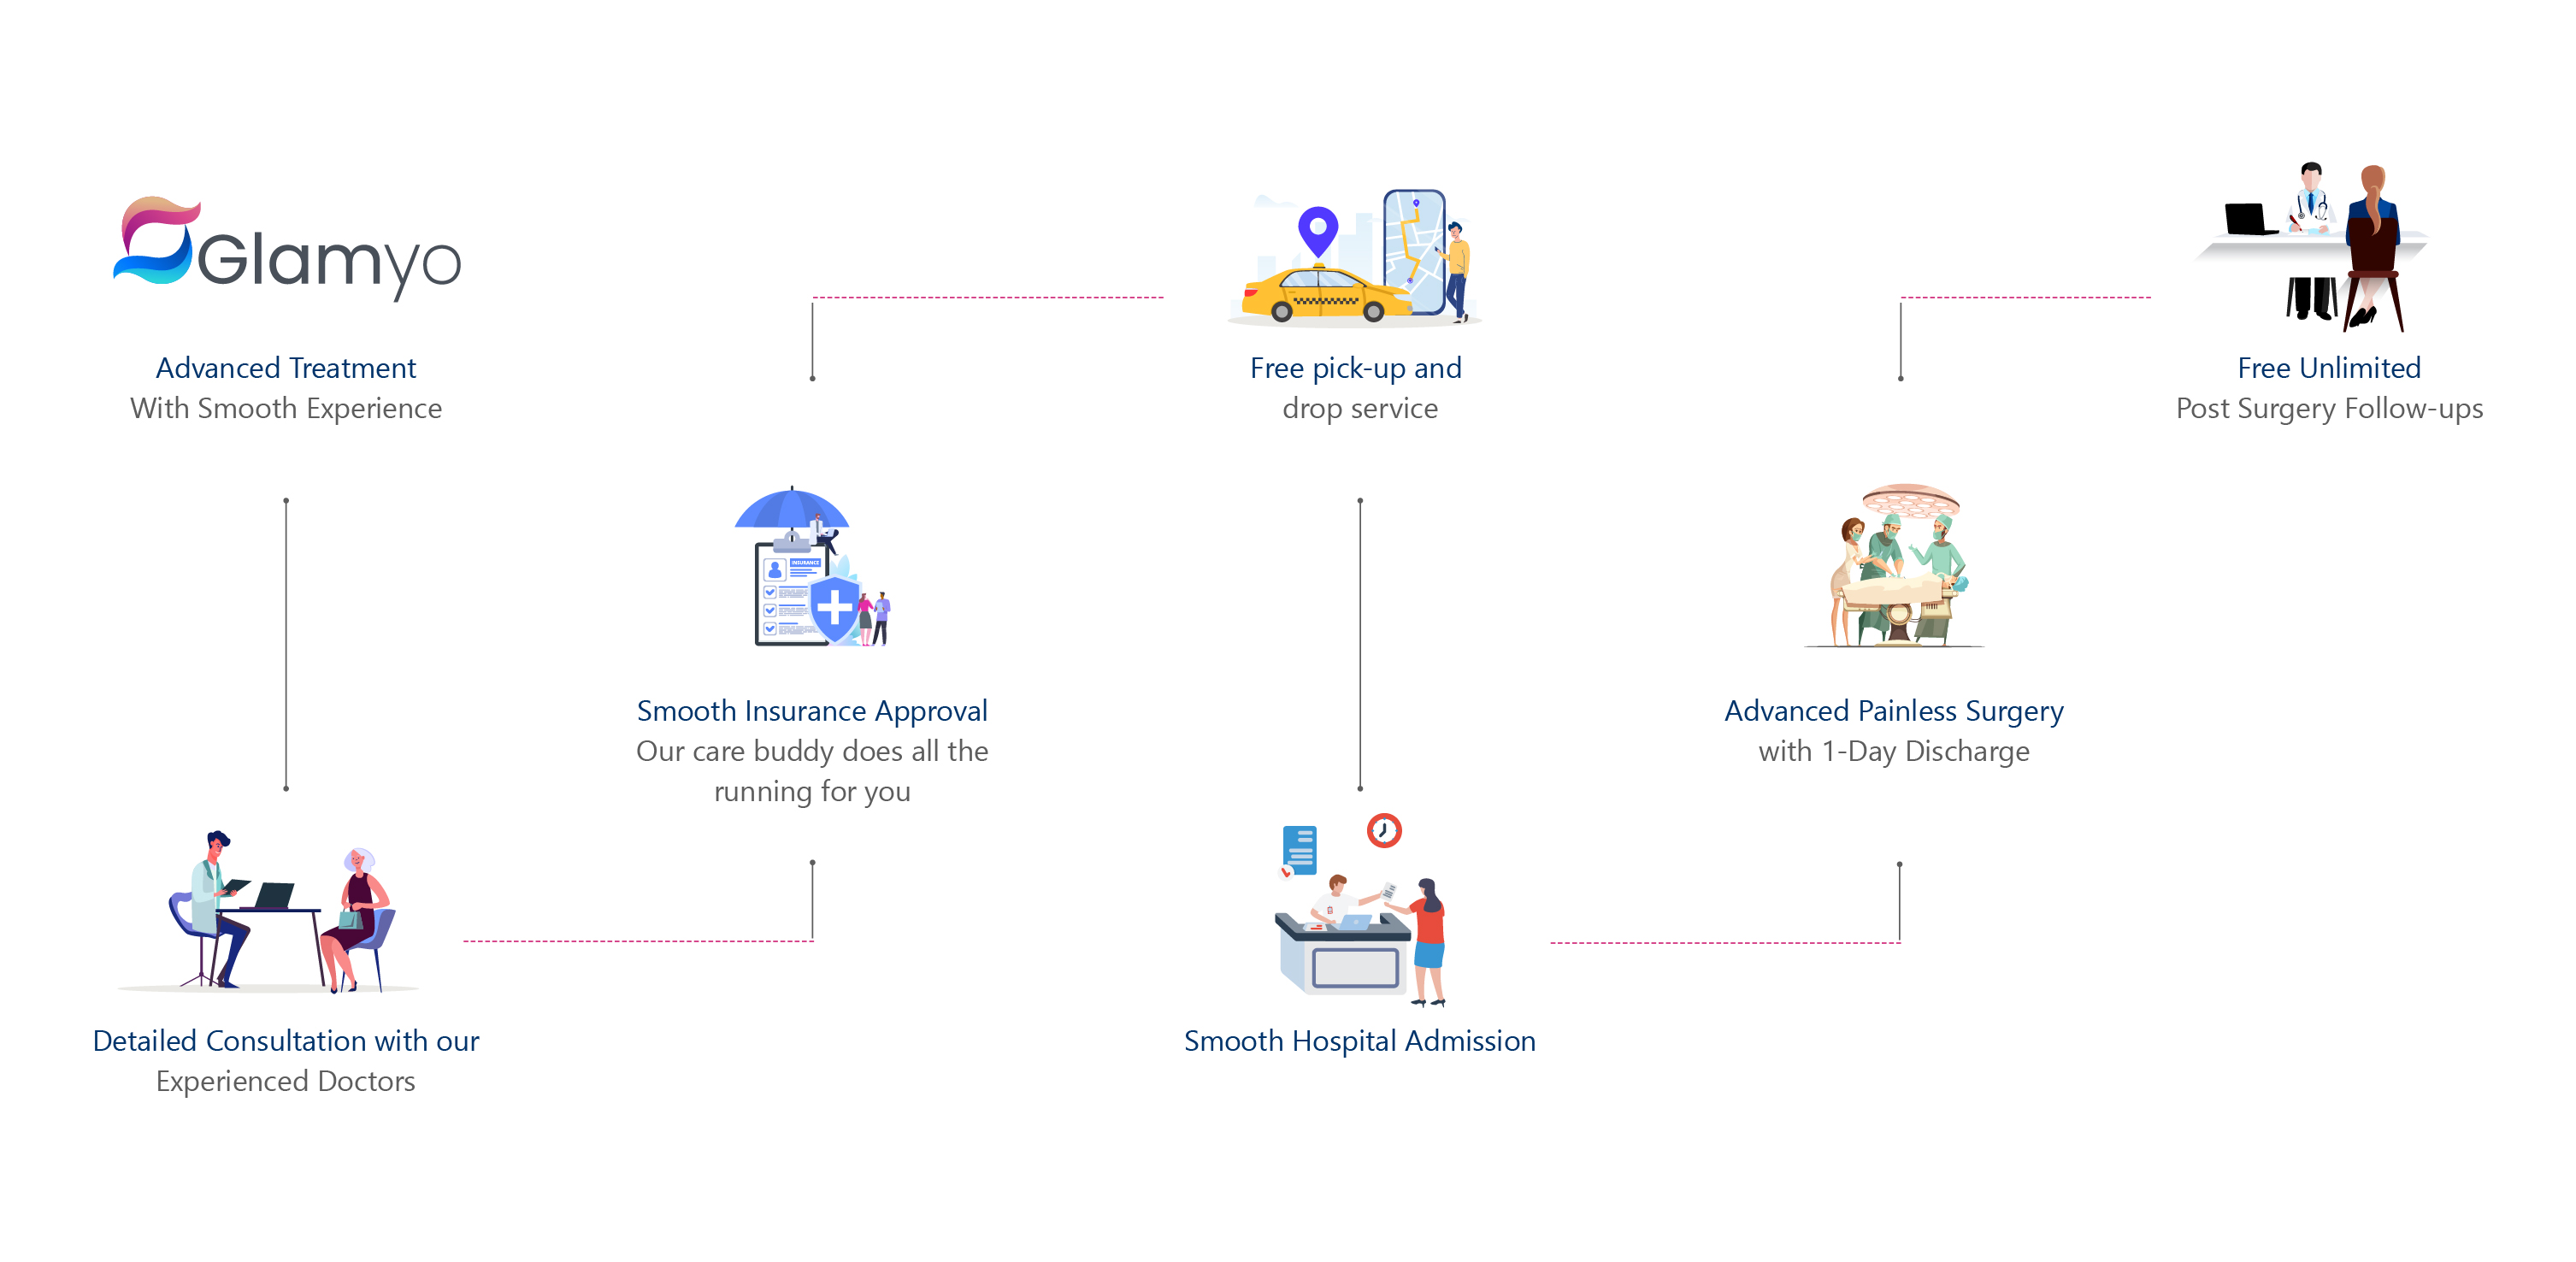 Glamyo
Advanced Treatment
With Smooth Experience
Detailed Consultation with our
Experienced Doctors
INSURANCE
Smooth Insurance Approval
Our care buddy does all the
running for you
Free pick-up and
drop service
Smooth Hospital Admission
Advanced Painless Surgery
with 1-Day Discharge
Free Unlimited
Post Surgery Follow-ups